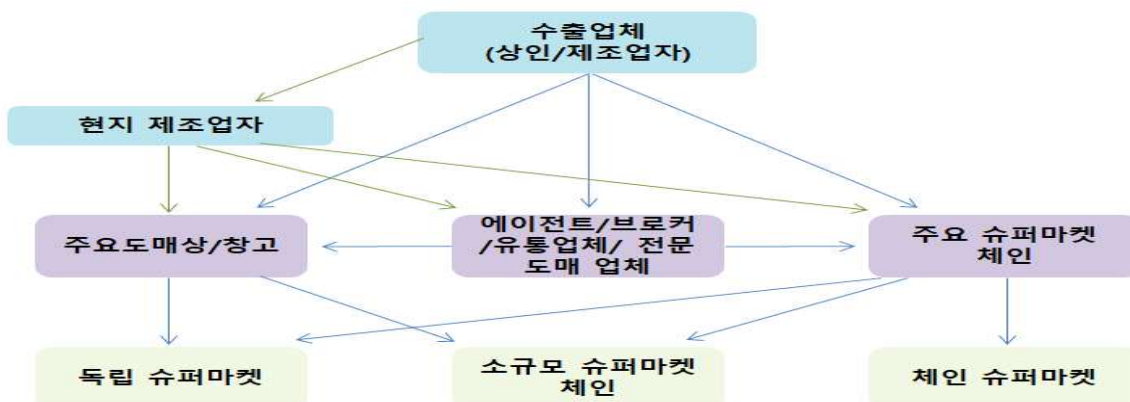 수출업체
(상인/제조업자)
현지 제조업자
주요도매상/창고
에이전트/브로커
/유통업체/ 전문
도매 업체
주요 슈퍼마켓
체인
독립 슈퍼마켓
소규모 슈퍼마켓
체인
체인 슈퍼마켓